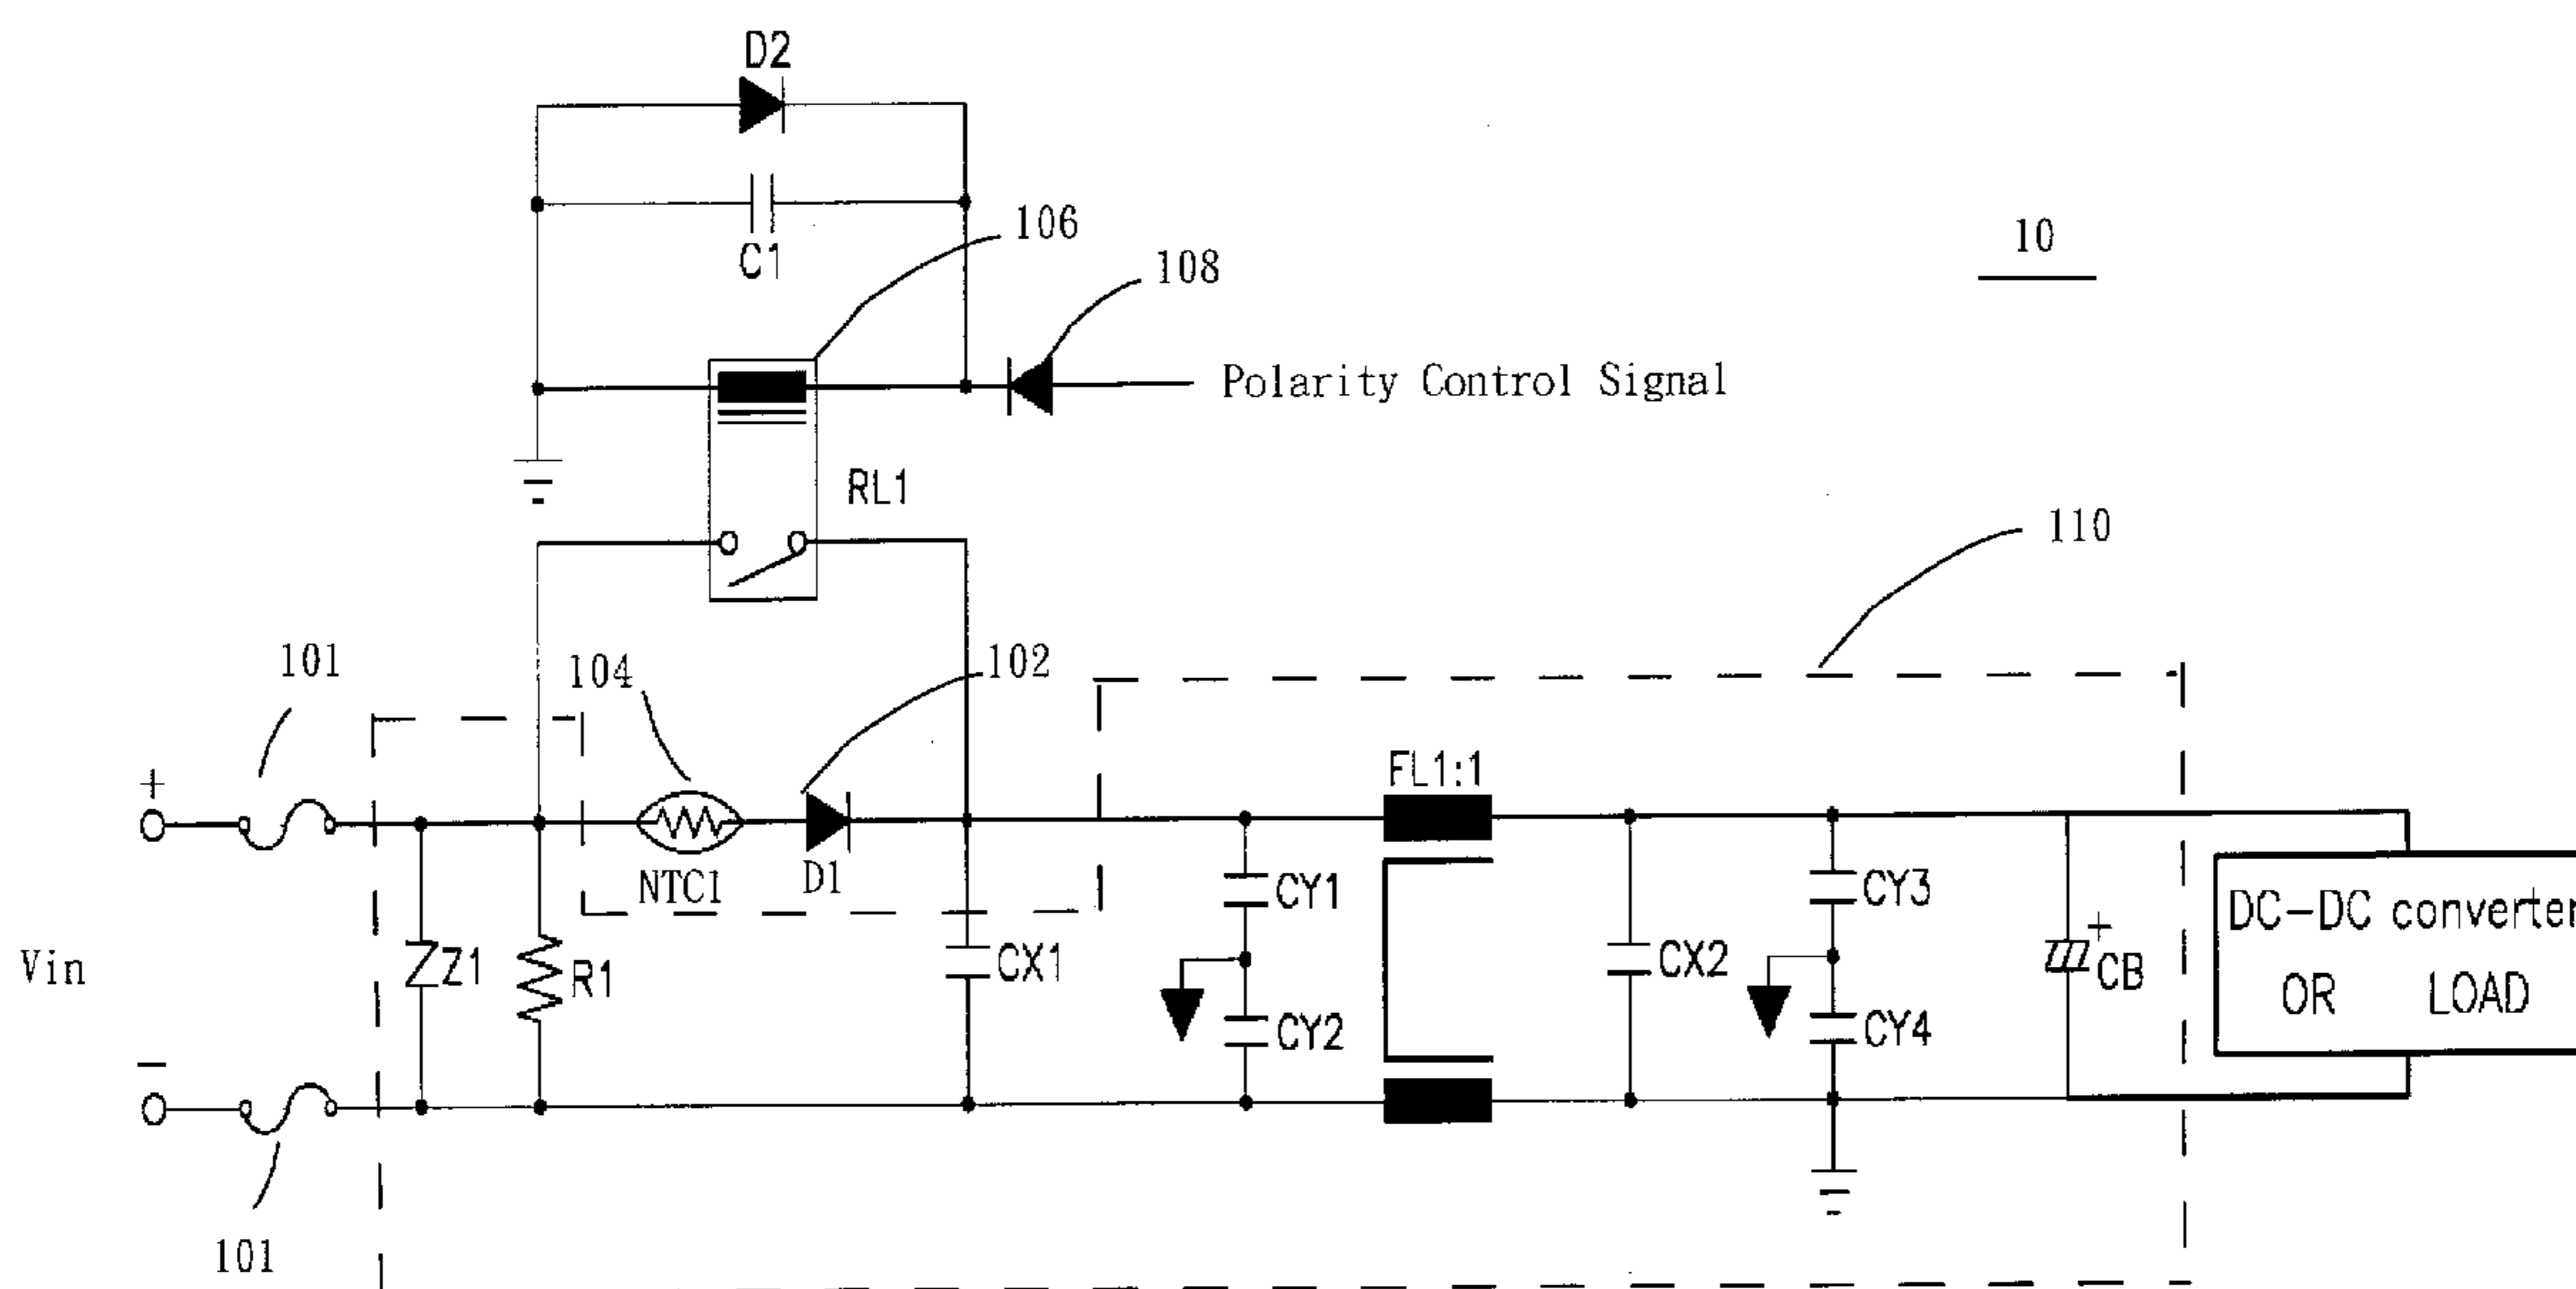 D2
C1
106
108
10
Polarity Control Signal
RL1
110
101
104
102
+
FL1:1
NTC1
D1
CY1
CY3
DC-DC converter
+
Vin
Z1
R1
CX1
CX2
CB
OR LOAD
CY2
CY4
−
101